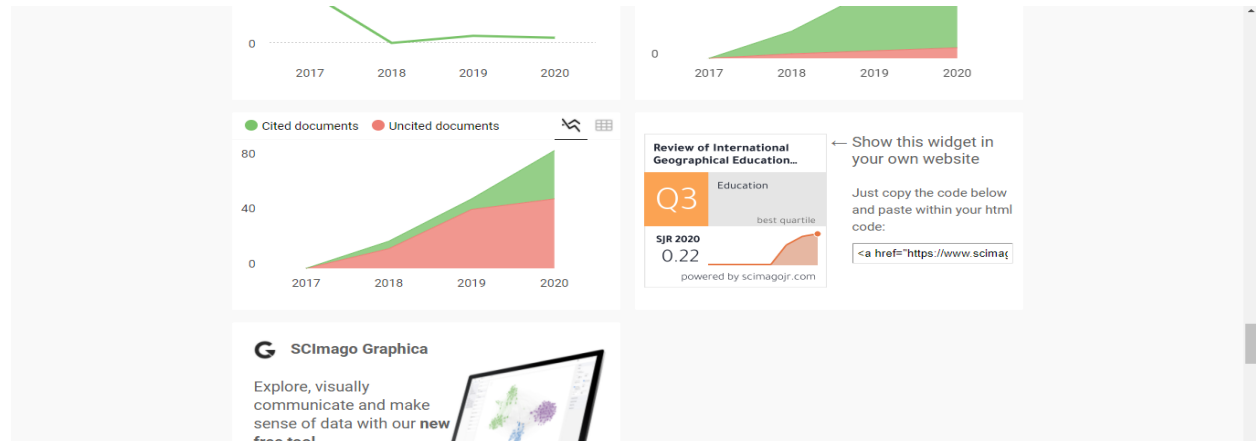 0
2017 2018 2019 2020
0
2017 2018 2019 2020
Cited documents Uncited documents
80
40
0
2017 2018 2019 2020
Review of International
Geographical Education...
Q3
Education
best quartile
SJR 2020
0.22
powered by scimagojr.com
← Show this widget in
your own website
Just copy the code below
and paste within your html
code:
<a href="https://www.scimag
SCImago Graphica
Explore, visually
communicate and make
sense of data with our new
free tool